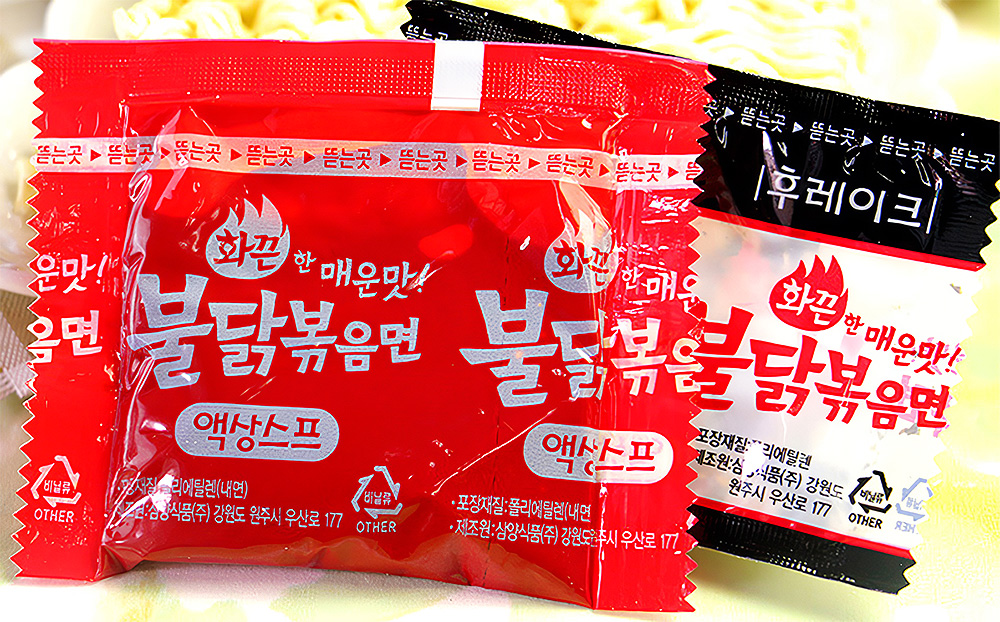 뜯는곳 ▶ 뜯는곳 ▶ 뜯는곳 ▶ 뜯는곳 ▶ 뜯는곳 ▶ 뜯는곳 ▶ 뜯는곳 ▶ 뜯는곳 ▶ 뜯는곳 ▶
화끈한 매운맛!
불닭볶음면
액상스프
포장재질:폴리에틸렌(내면)
제조원:삼양식품(주) 강원도 원주시 우산로 177
비닐류
OTHER
운맛!
음면
비닐류
OTHER
화끈한 매운
불닭볶음
액상스프
· 포장재질:폴리에틸렌(내면
· 제조원:삼양식품(주) 강원도 원주시 우산로 177
뜯는곳
▶ 뜯는곳 ▶ 뜯는곳 ▶ 뜯는곳 ▶ 뜯는곳
후레이크
화끈한 매운맛!
불닭볶음면
포장재질:폴리에틸렌
제조원:삼양식품(주) 강원도
원주시 우산로 177
비닐류
OTHER